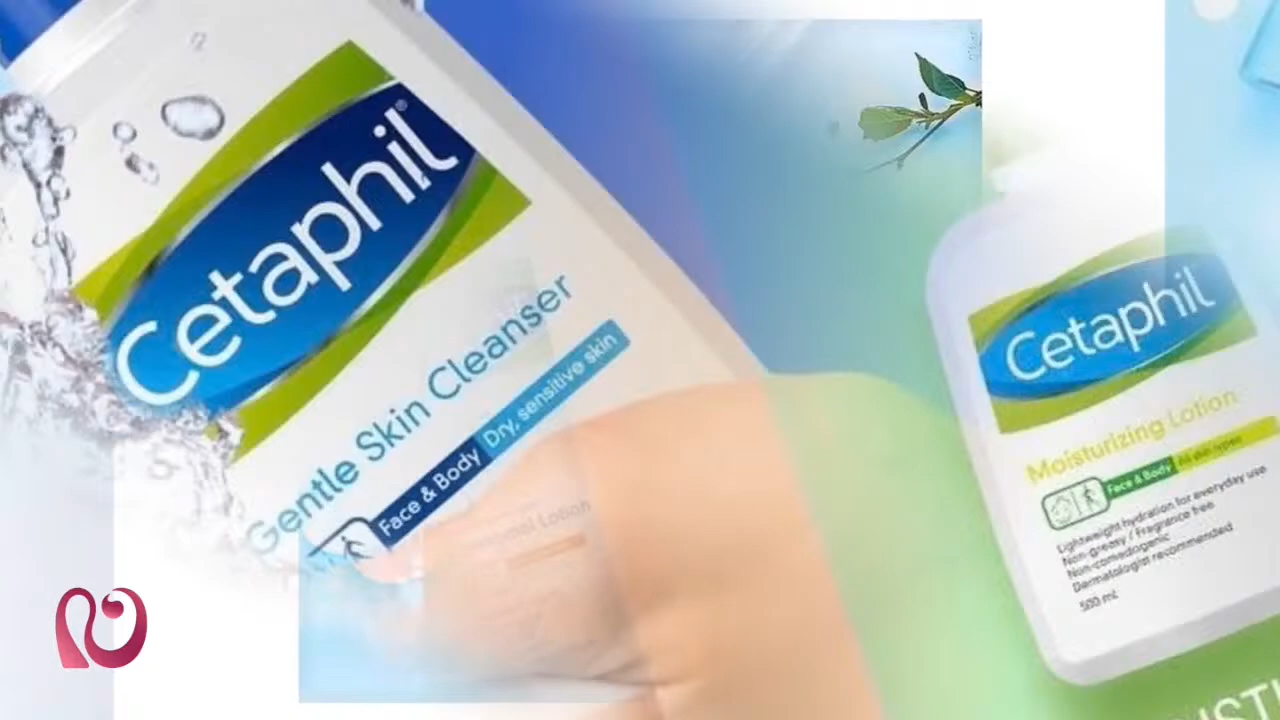 Cetaphil®
Gentle Skin Cleanser
Face & Body Dry, sensitive skin
Cetaphil
Moisturizing Lotion
Face & Body All skin types
Lightweight hydration for everyday use
Non-greasy / Fragrance free
Non-comedogenic
Dermatologist recommended
500 mL
Lotion